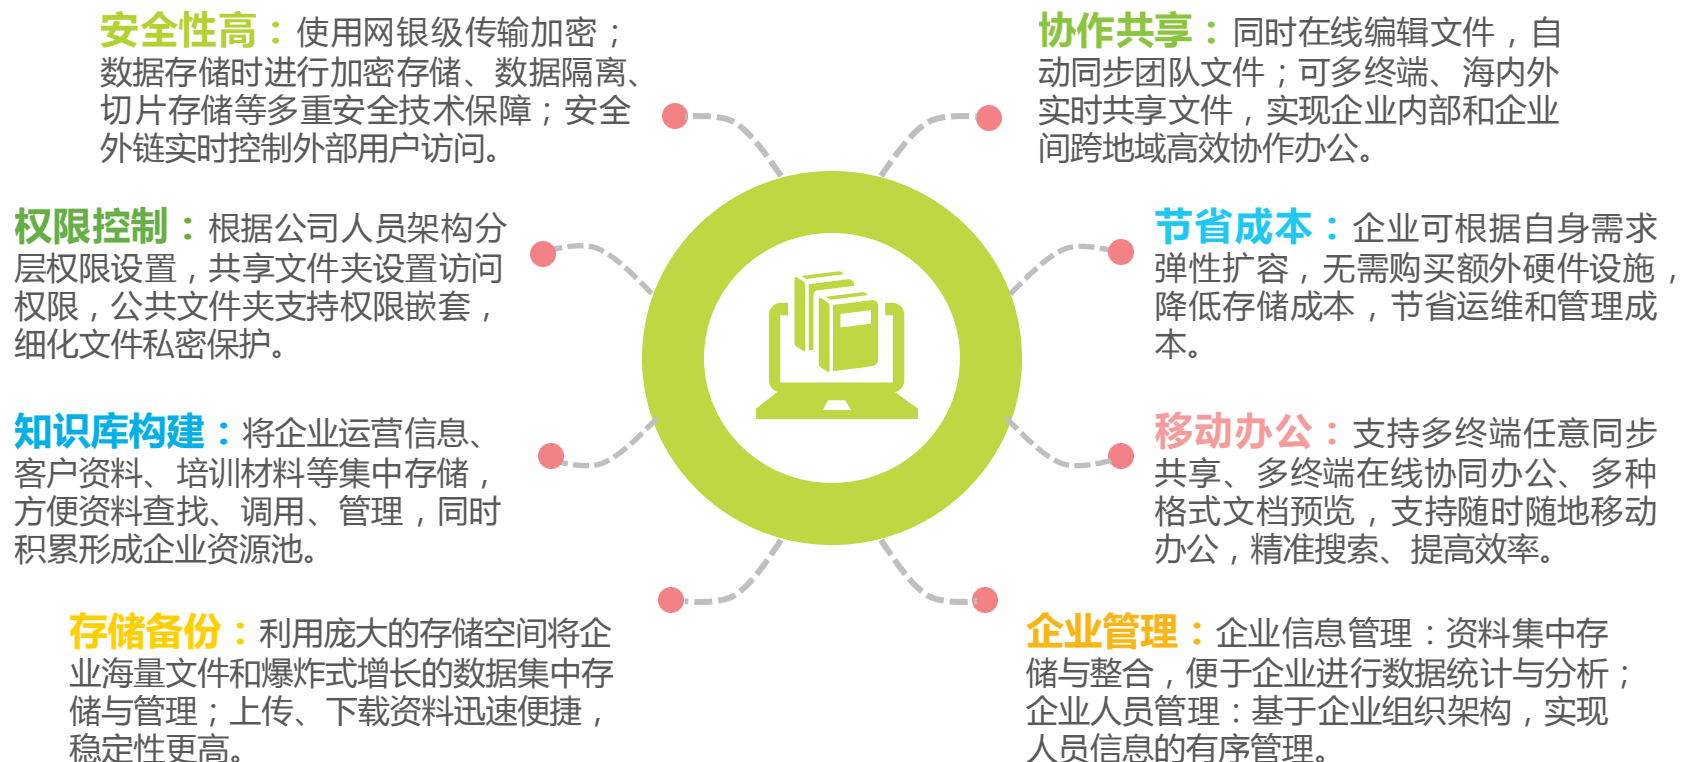 安全性高：使用网银级传输加密；
数据存储时进行加密存储、数据隔离、
切片存储等多重安全技术保障；安全
外链实时控制外部用户访问。
权限控制：根据公司人员架构分
层权限设置，共享文件夹设置访问
权限，公共文件夹支持权限嵌套，
细化文件私密保护。
知识库构建：将企业运营信息、
客户资料、培训材料等集中存储，
方便资料查找、调用、管理，同时
积累形成企业资源池。
存储备份：利用庞大的存储空间将企
业海量文件和爆炸式增长的数据集中存
储与管理；上传、下载资料迅速便捷，
稳定性更高。
协作共享：同时在线编辑文件，自
动同步团队文件；可多终端、海内外
实时共享文件，实现企业内部和企业
间跨地域高效协作办公。
节省成本：企业可根据自身需求
弹性扩容，无需购买额外硬件设施，
降低存储成本，节省运维和管理成
本。
移动办公：支持多终端任意同步
共享、多终端在线协同办公、多种
格式文档预览，支持随时随地移动
办公，精准搜索、提高效率。
企业管理：企业信息管理：资料集中存
储与整合，便于企业进行数据统计与分析；
企业人员管理：基于企业组织架构，实现
人员信息的有序管理。